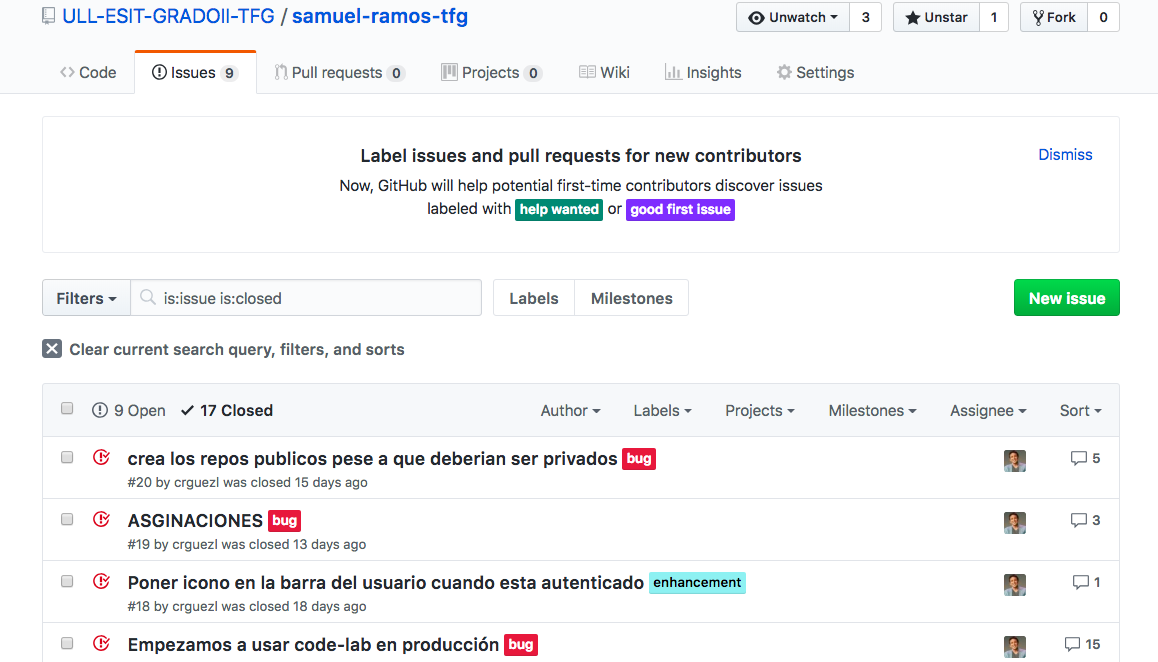 ULL-ESIT-GRADOII-TFG / samuel-ramos-tfg Unwatch 3 Unstar 1 Fork 0
Code Issues 9 Pull requests 0 Projects 0 Wiki Insights Settings
Label issues and pull requests for new contributors Dismiss
Now, GitHub will help potential first-time contributors discover issues
labeled with help wanted or good first issue
Filters is:issue is:closed Labels Milestones New issue
Clear current search query, filters, and sorts
9 Open 17 Closed Author Labels Projects Milestones Assignee Sort
crea los repos publicos pese a que deberian ser privados bug 5
#20 by crguezl was closed 15 days ago
ASGINACIONES bug 3
#19 by crguezl was closed 13 days ago
Poner icono en la barra del usuario cuando esta autenticado enhancement 1
#18 by crguezl was closed 18 days ago
Empezamos a usar code-lab en producción bug 15